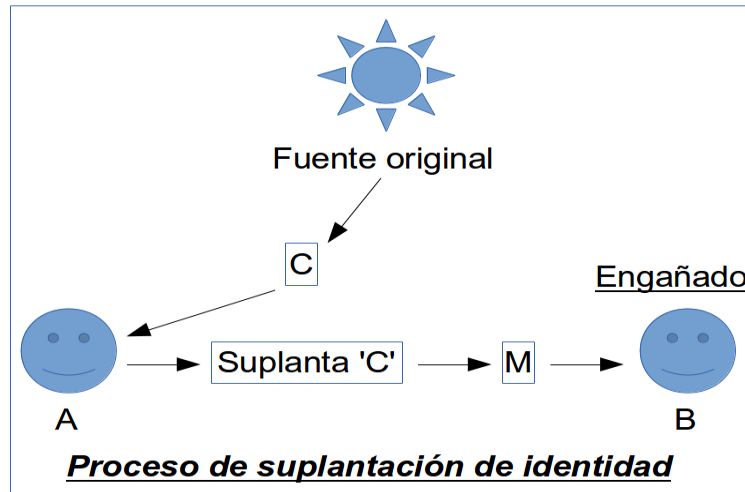 Fuente original
C
Engañado
Suplanta 'C'
M
A
B
Proceso de suplantación de identidad